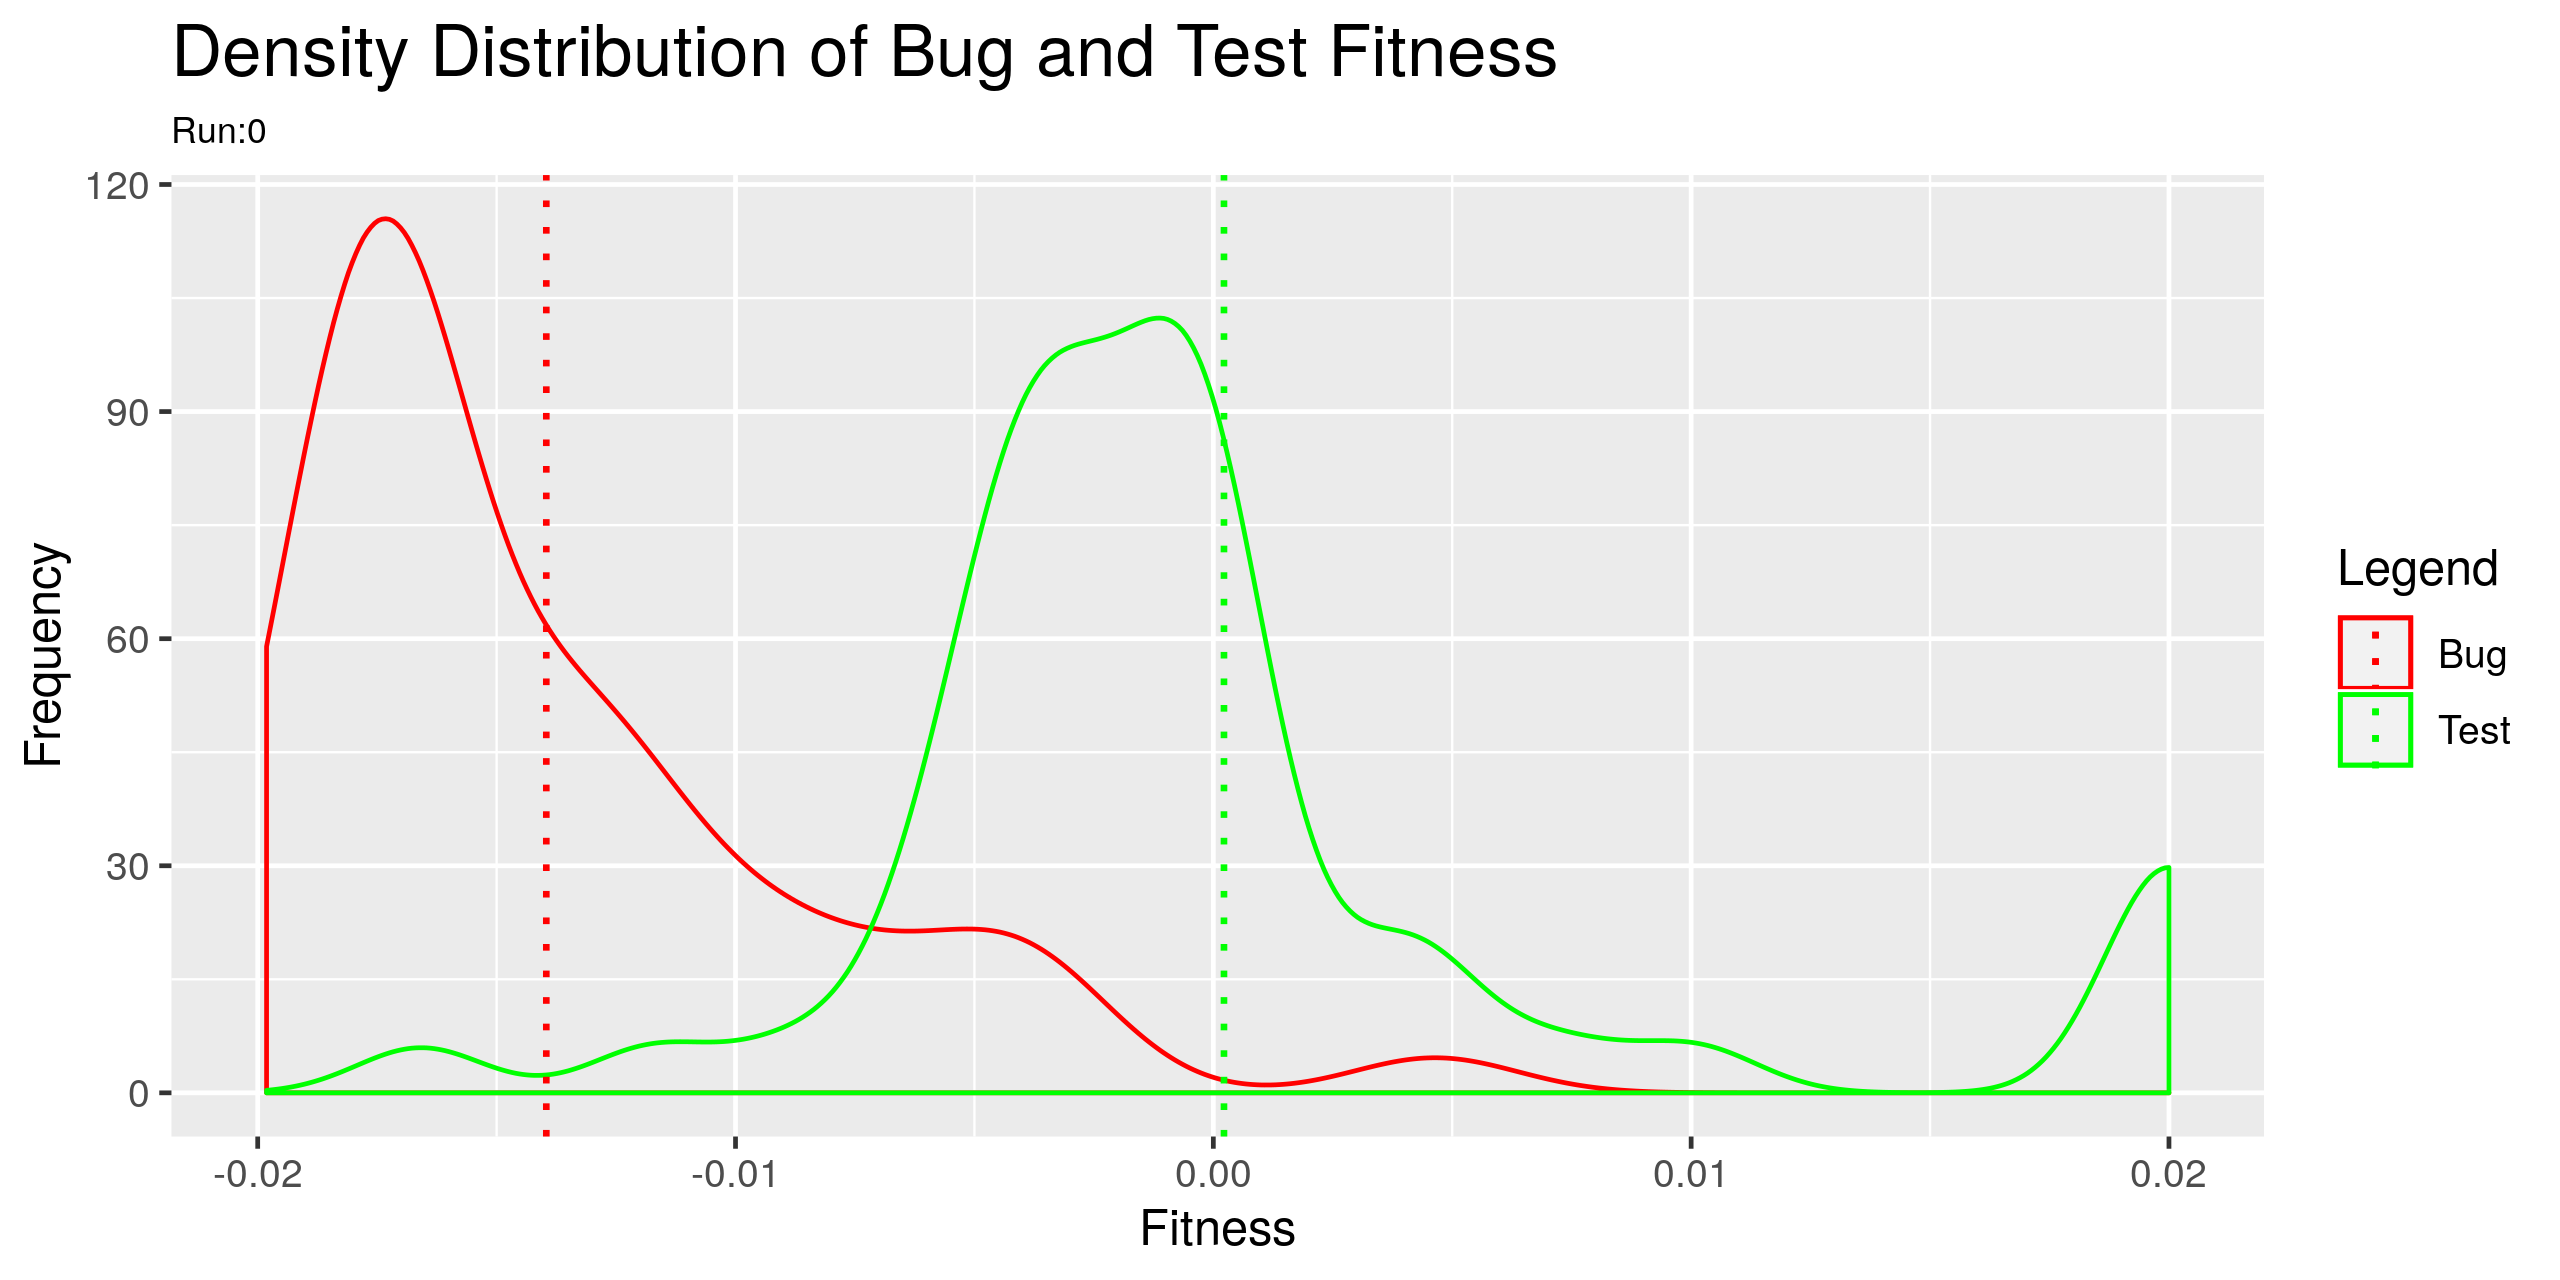 Density Distribution of Bug and Test Fitness
Run:0
120
90
60
30
0
Frequency
-0.02
-0.01
0.00
0.01
0.02
Fitness
Legend
Bug
Test